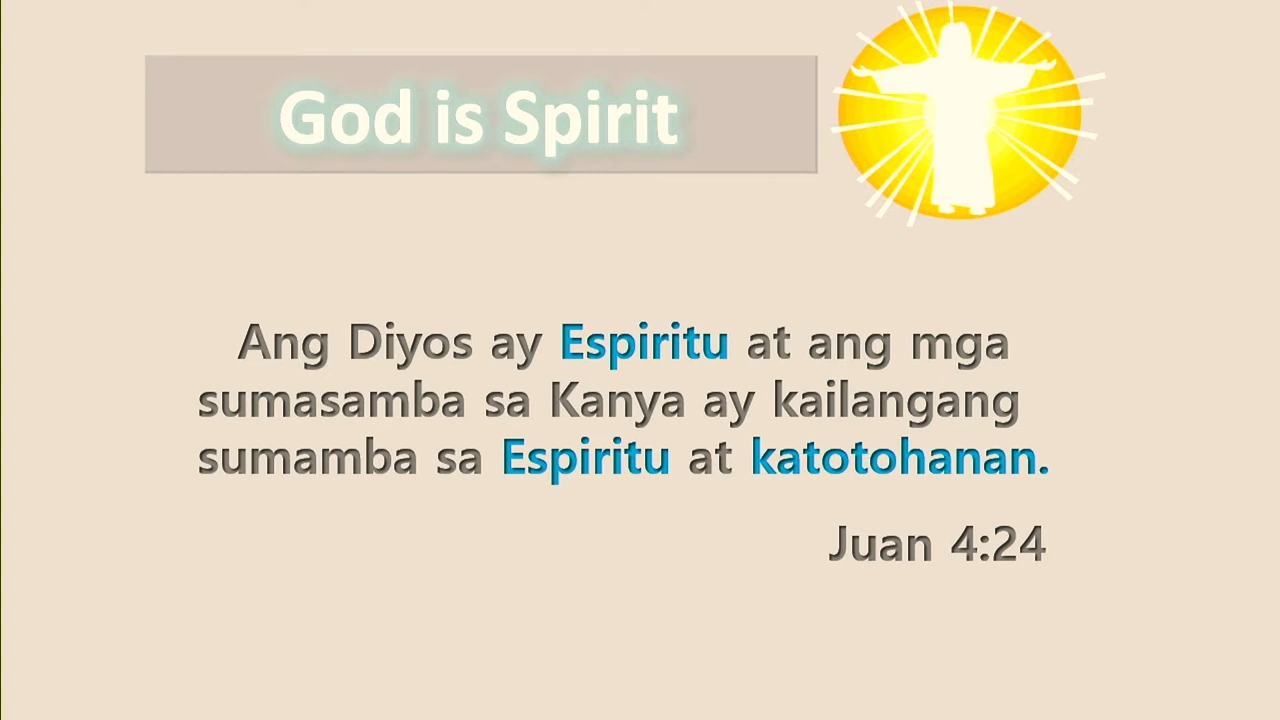 God is Spirit
Ang Diyos ay Espiritu at ang mga
sumasamba sa Kanya ay kailangang
sumamba sa Espiritu at katotohanan.
Juan 4:24